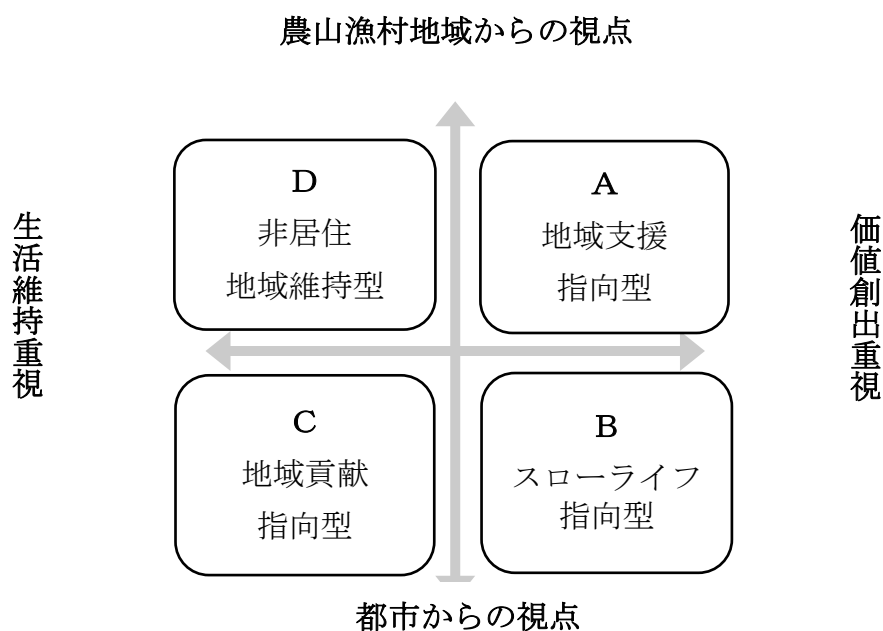 農山漁村地域からの視点
生活維持重視
D
非居住
地域維持型
A
地域支援
指向型
価値創出重視
C
地域貢献
指向型
B
スローライフ
指向型
都市からの視点